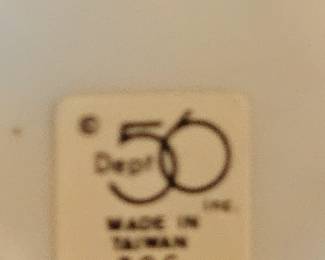 © Dept 56 INC.
MADE IN
TAIWAN
R.O.C.